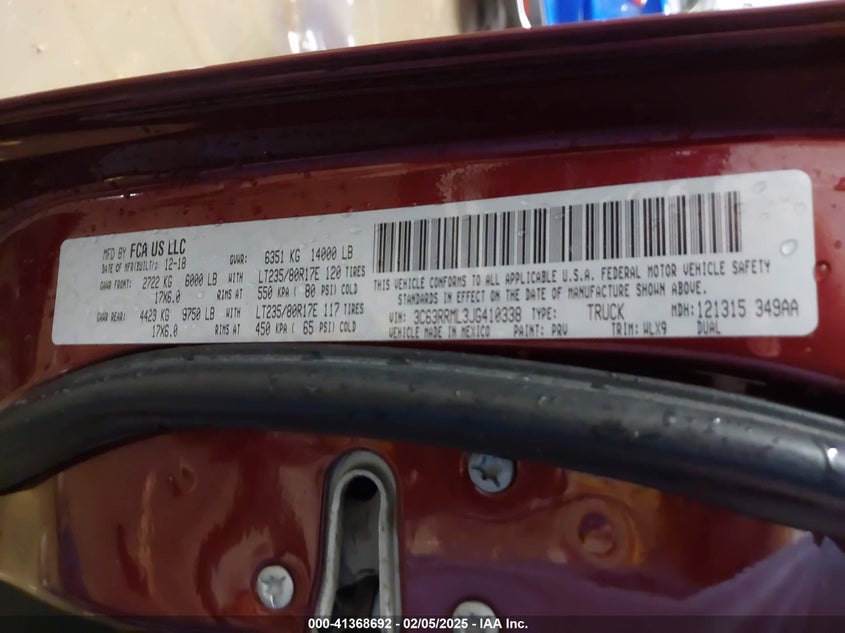 MFD BY FCA US LLC
DATE OF MFR(BUILT): 12-18 GVWR: 6351 KG 14000 LB
GAWR FRONT: 2722 KG 6000 LB WITH LT235/80R17E 120 TIRES
17X6.0 RIMS AT 550 KPA ( 80 PSI) COLD
GAWR REAR: 4423 KG 9750 LB WITH LT235/80R17E 117 TIRES
17X6.0 RIMS AT 450 KPA ( 65 PSI) COLD
THIS VEHICLE CONFORMS TO ALL APPLICABLE U.S.A. FEDERAL MOTOR VEHICLE SAFETY
STANDARDS IN EFFECT ON THE DATE OF MANUFACTURE SHOWN ABOVE.
VIN: 3C63RRML3JG410338 TYPE: TRUCK MDH: 121315 349AA
MADE IN MEXICO PAINT: PRV TRIM: WLX9 DUAL
000-41368692 - 02/05/2025 - IAA Inc.